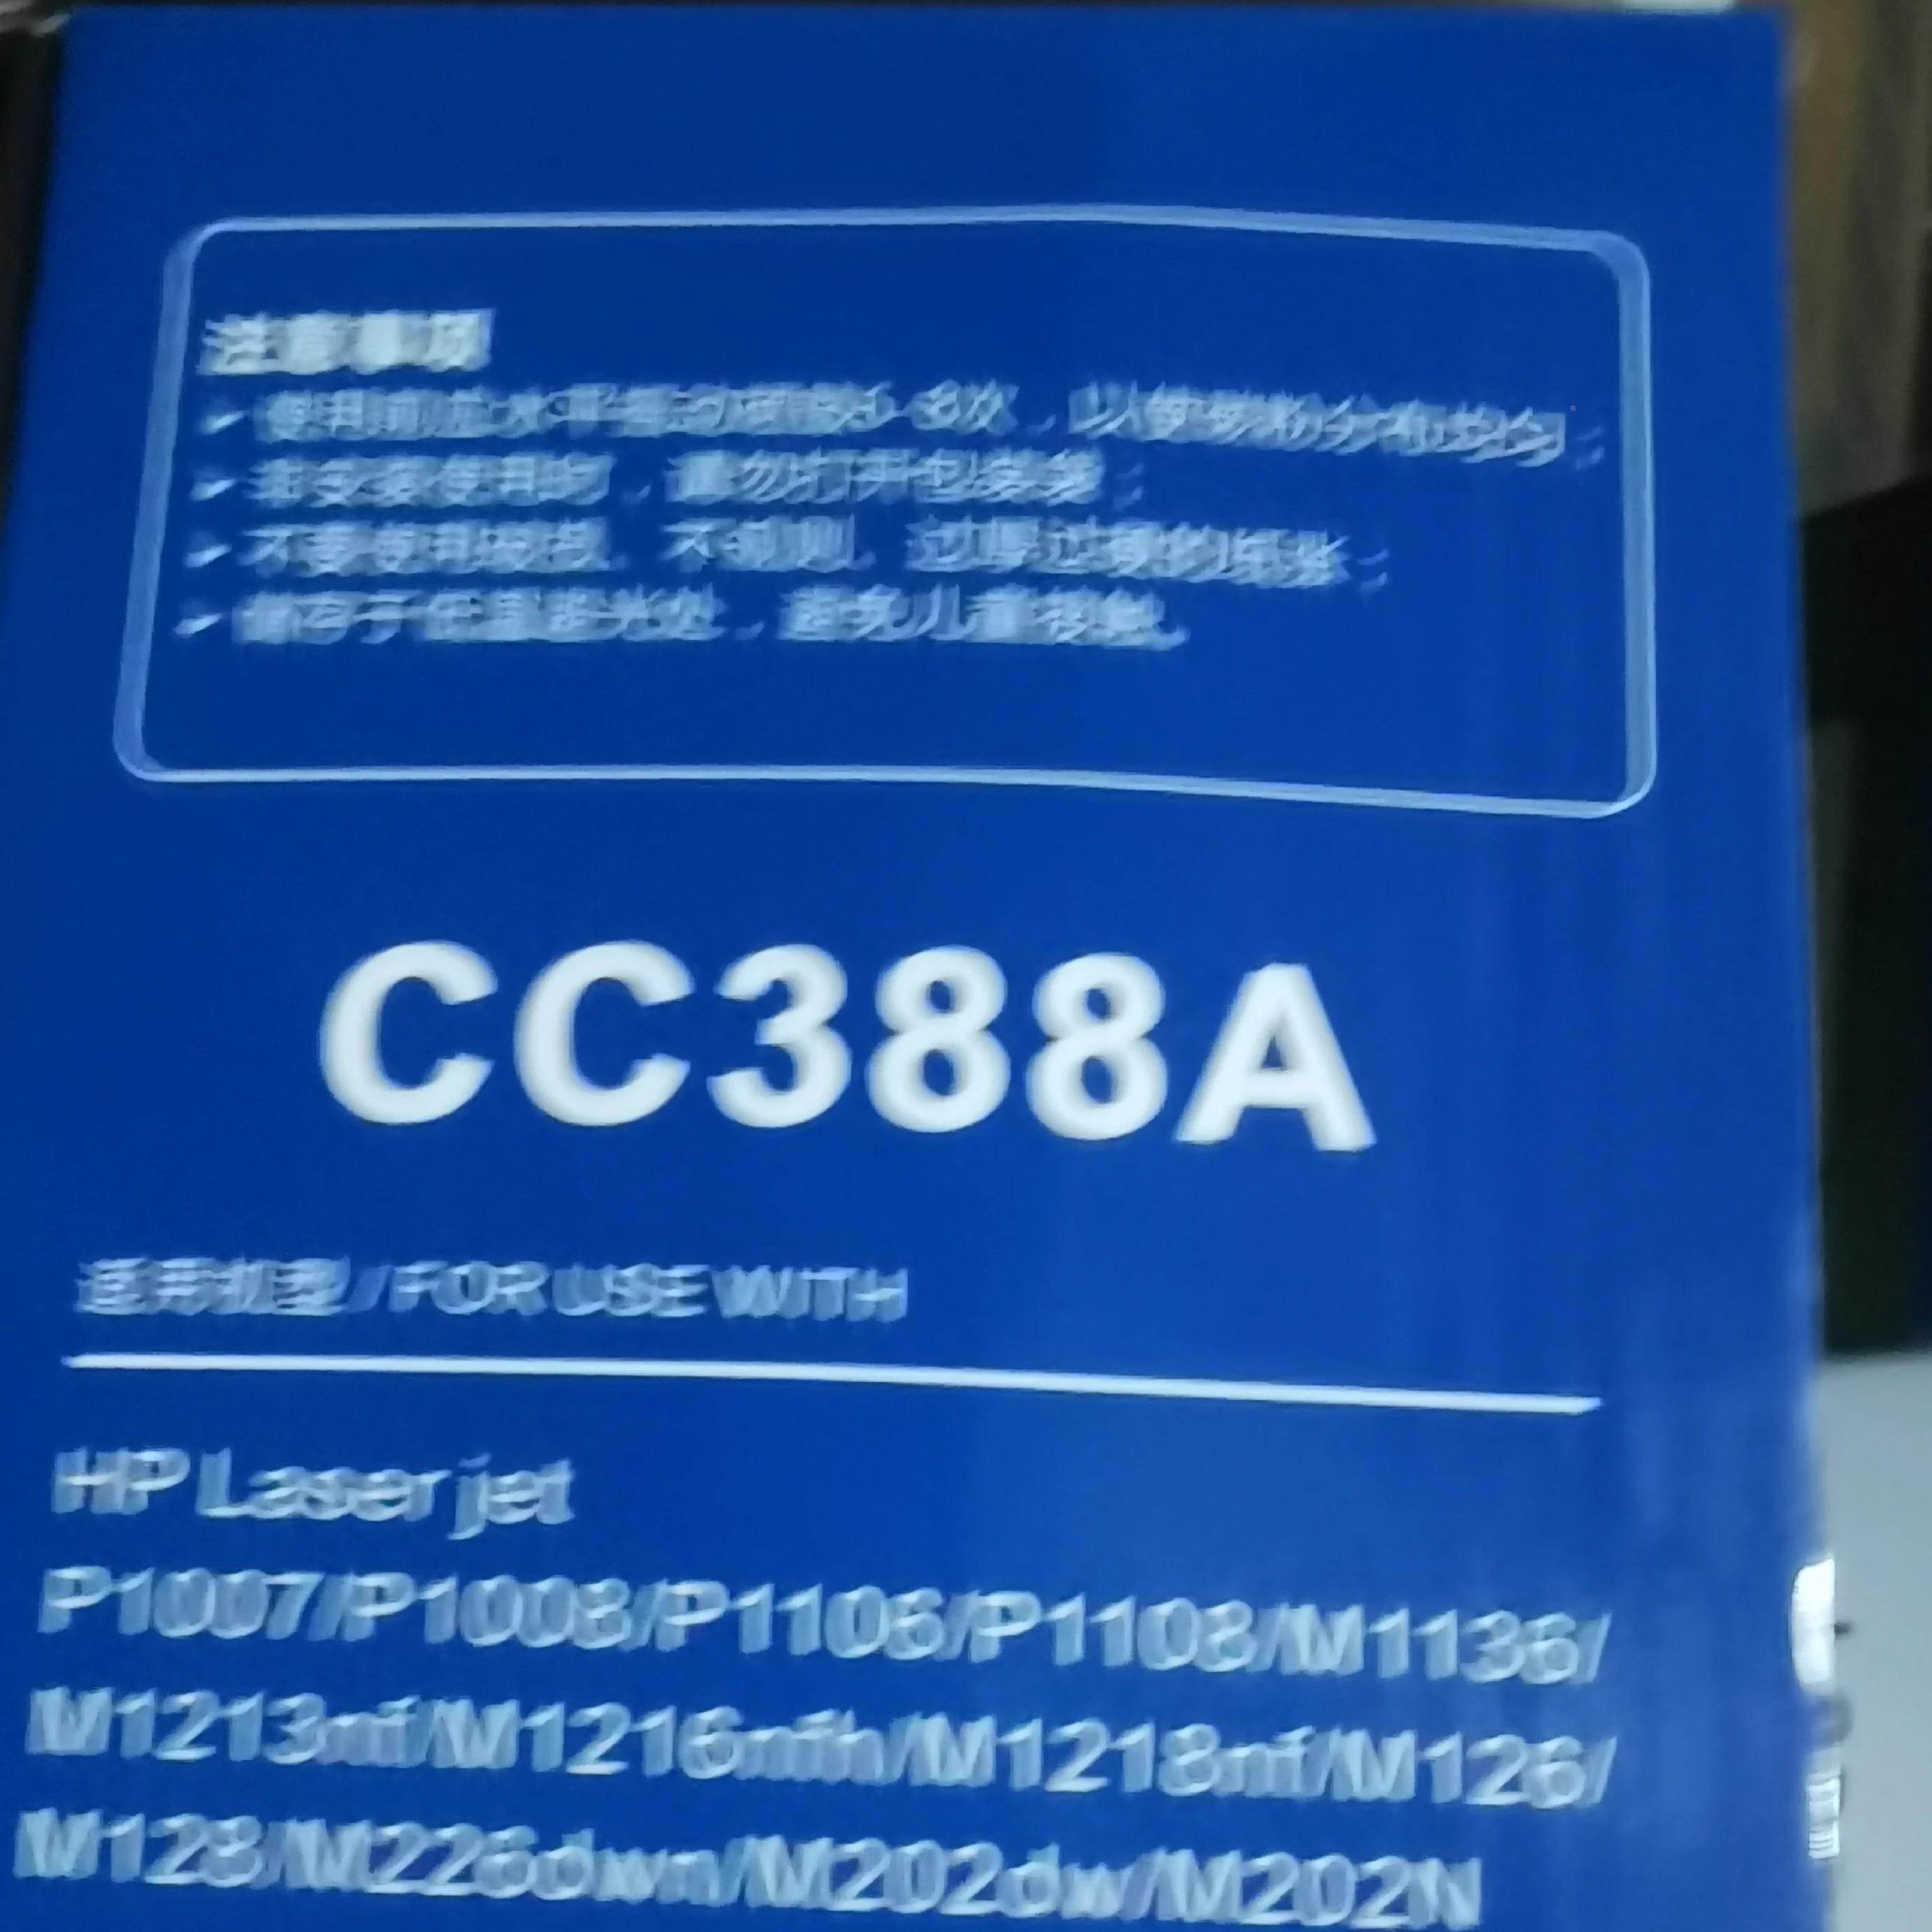 注意事项
使用前应水平摇动硒鼓5-6次，以使碳粉分布均匀；
非安装使用时，请勿打开包装袋；
不要使用破损、不规则、过厚过薄的纸张；
储存于低温避光处，避免儿童接触。
CC388A
适用机型/FOR USE WITH
HP Laser jet
P1007/P1008/P1106/P1108/M1136/
M1213nf/M1216nfh/M1218nf/M126/
M128/M226dwn/M202dw/M202N